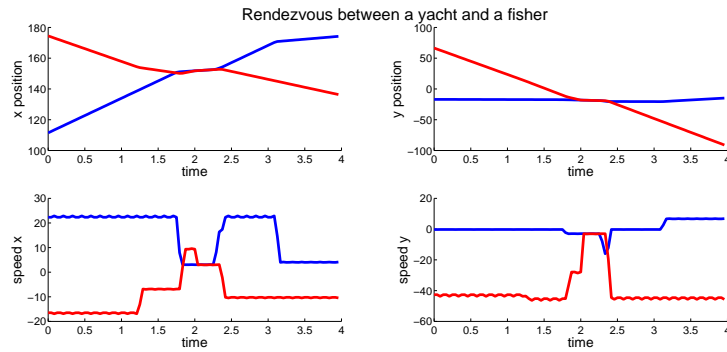 Rendezvous between a yacht and a fisher
180
160
140
120
100
x position
0 0.5 1 1.5 2 2.5 3 3.5 4
time
100
50
0
−50
−100
y position
0 0.5 1 1.5 2 2.5 3 3.5 4
time
30
20
10
0
−10
−20
speed x
0 0.5 1 1.5 2 2.5 3 3.5 4
time
20
0
−20
−40
−60
speed y
0 0.5 1 1.5 2 2.5 3 3.5 4
time